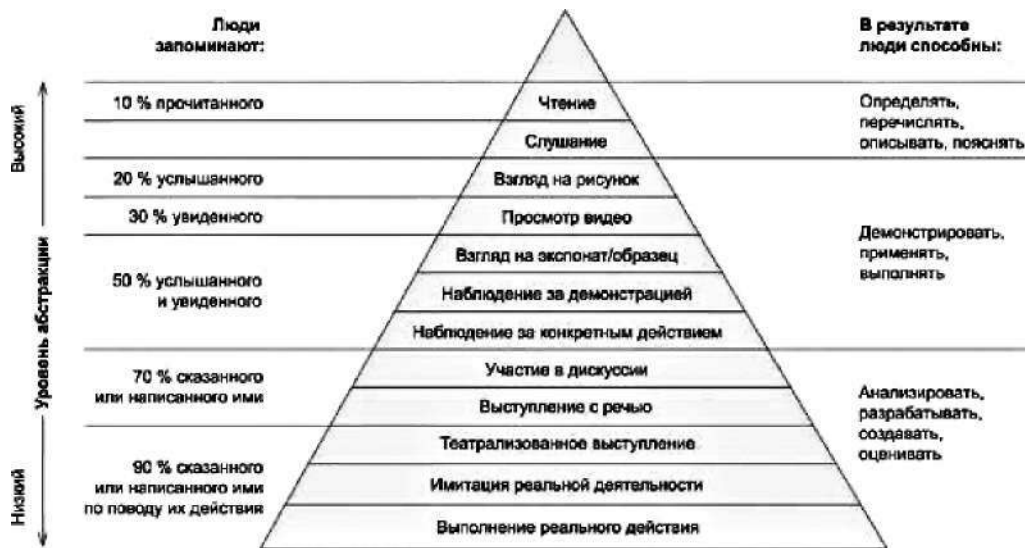 Люди
запоминают:
В результате
люди способны:
Высокий
Уровень абстракции
Низкий
10 % прочитанного
20 % услышанного
30 % увиденного
50 % услышанного
и увиденного
70 % сказанного
или написанного ими
90 % сказанного
или написанного ими
по поводу их действия
Чтение
Слушание
Взгляд на рисунок
Просмотр видео
Взгляд на экспонат/образец
Наблюдение за демонстрацией
Наблюдение за конкретным действием
Участие в дискуссии
Выступление с речью
Театрализованное выступление
Имитация реальной деятельности
Выполнение реального действия
Определять,
перечислять,
описывать, пояснять
Демонстрировать,
применять,
выполнять
Анализировать,
разрабатывать,
создавать,
оценивать